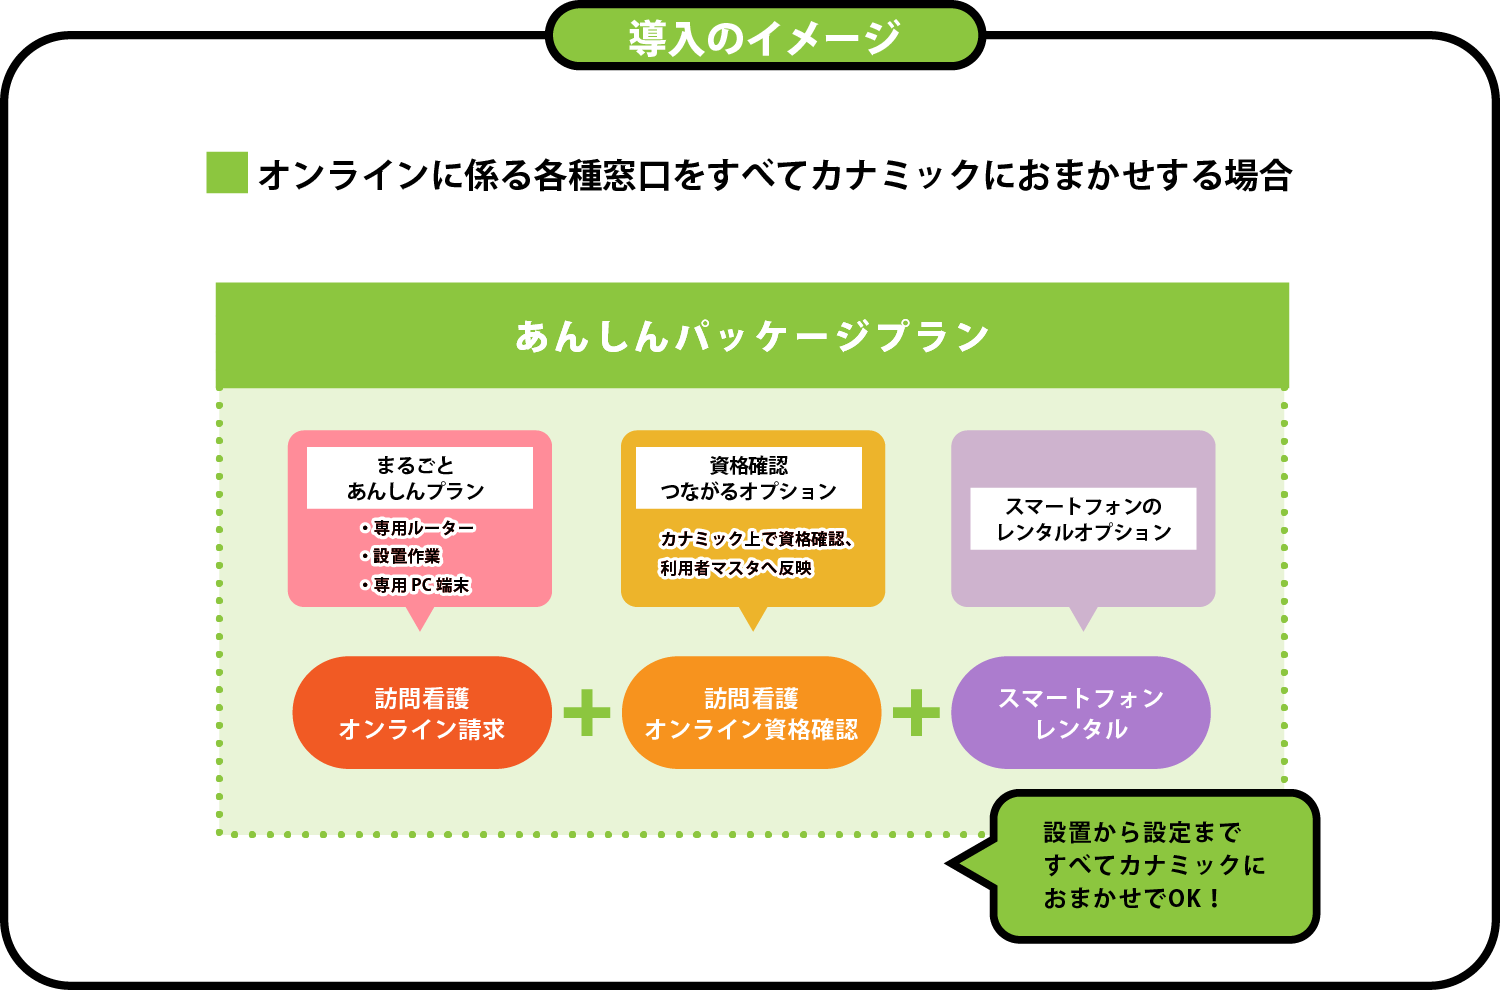 導入のイメージ
オンラインに係る各種窓口をすべてカナミックにおまかせする場合
あんしんパッケージプラン
まるごと
あんしんプラン
・専用ルーター
・設置作業
・専用 PC 端末
資格確認
つながるオプション
カナミック上で資格確認、
利用者マスタへ反映
スマートフォンの
レンタルオプション
訪問看護
オンライン請求
+
訪問看護
オンライン資格確認
+
スマートフォン
レンタル
設置から設定まで
すべてカナミックに
おまかせでOK！